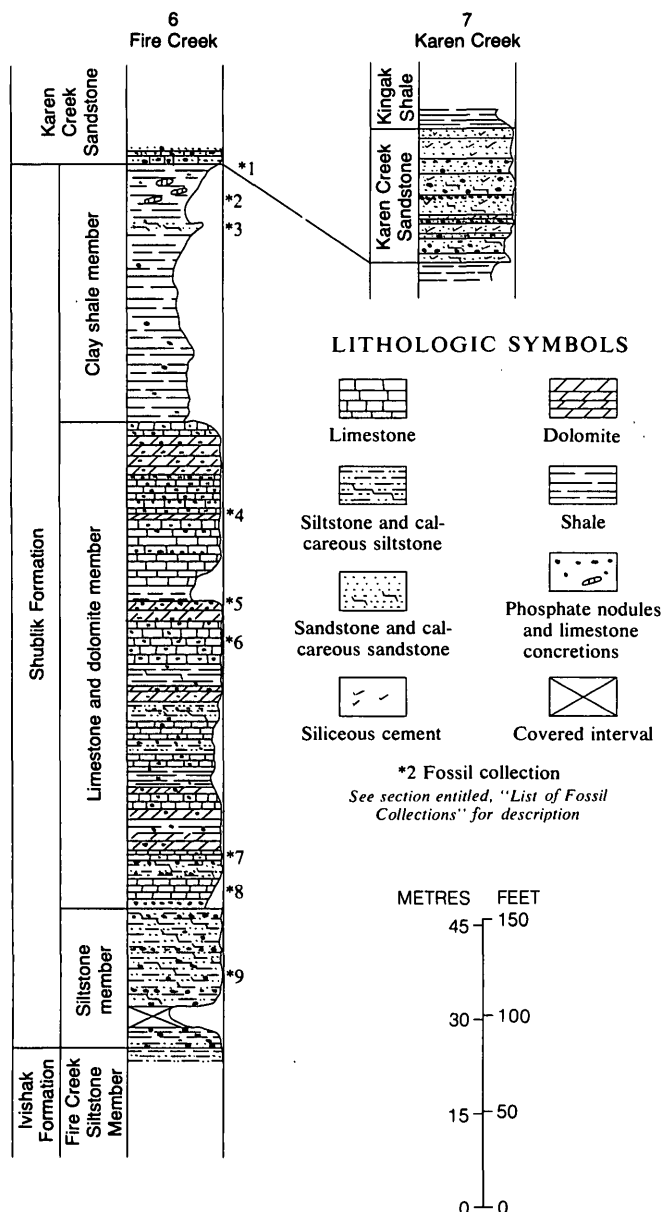 6
Fire Creek
7
Karen Creek
Karen
Creek
Sandstone
Shublik Formation
Clay shale member
Limestone and dolomite member
Siltstone
member
Ivishak
Formation
Fire Creek
Siltstone
Member
*1
*2
*3
*4
*5
*6
*7
*8
*9
Kingak
Shale
Karen Creek
Sandstone
LITHOLOGIC SYMBOLS
Limestone
Dolomite
Siltstone and cal-
careous siltstone
Shale
Sandstone and cal-
careous sandstone
Phosphate nodules
and limestone
concretions
Siliceous cement
Covered interval
*2 Fossil collection
See section entitled, "List of Fossil
Collections" for description
METRES FEET
45 150
30 100
15 50
0 0